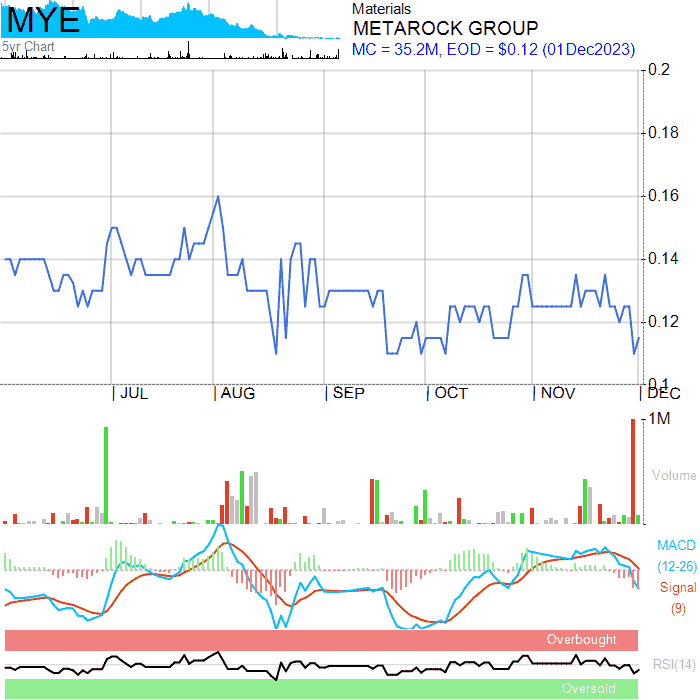 MYE
5yr Chart
Materials
METAROCK GROUP
MC = 35.2M, EOD = $0.12 (01Dec2023)
0.2
0.18
0.16
0.14
0.12
0.1
JUL AUG SEP OCT NOV DEC
1M
Volume
MACD
(12-26)
Signal
(9)
Overbought
RSI(14)
Oversold